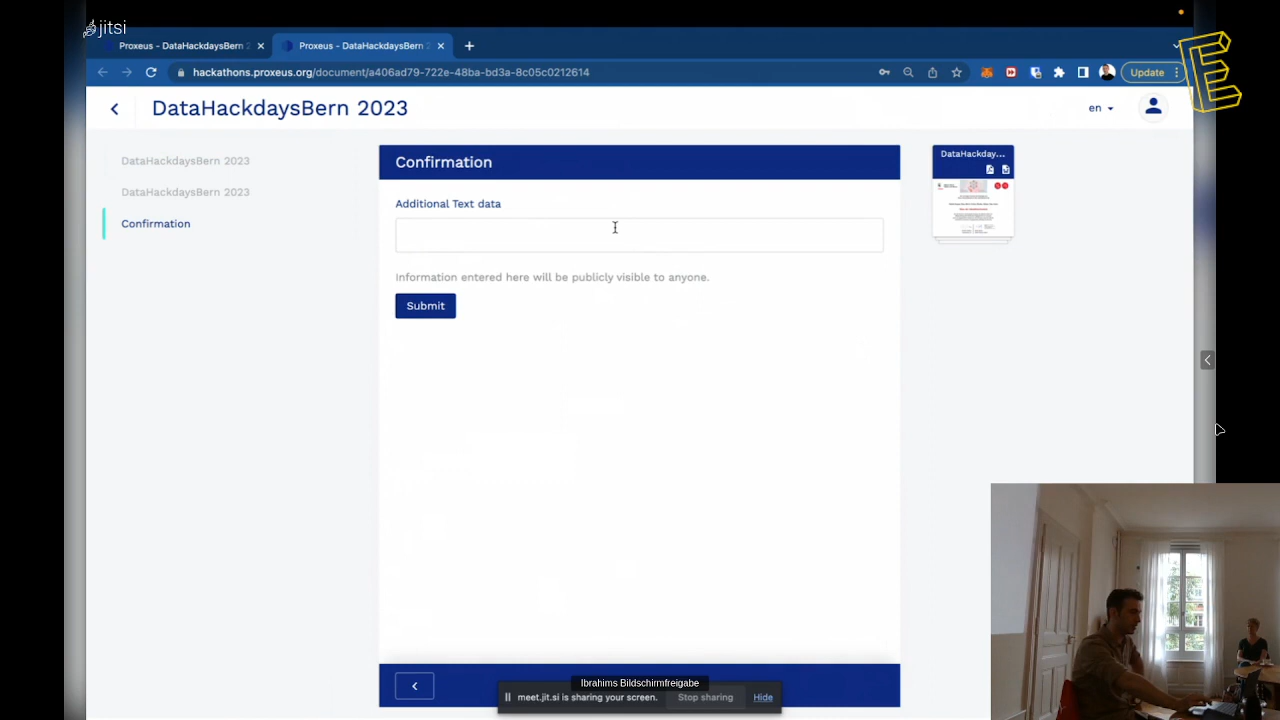 jitsi
Proxeus - DataHackdaysBern 2
Proxeus - DataHackdaysBern 2
hackathons.proxeus.org/document/a406ad79-722e-48ba-bd3a-8c05c0212614
Update
E
DataHackdaysBern 2023
en
DataHackdaysBern 2023
DataHackdaysBern 2023
Confirmation
Confirmation
Additional Text data
Information entered here will be publicly visible to anyone.
Submit
DataHackday...
Ibrahims Bildschirmfreigabe
meet.jit.si is sharing your screen.
Stop sharing
Hide